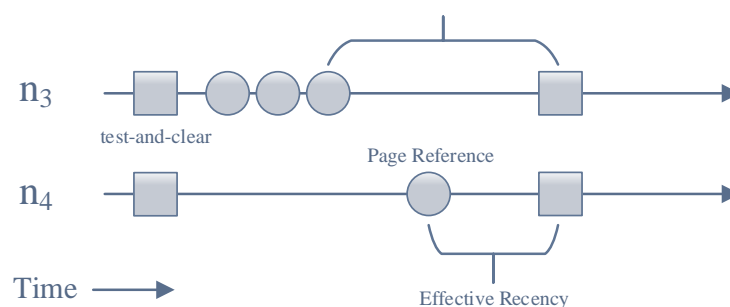 n3
test-and-clear
Page Reference
n4
Time
Effective Recency